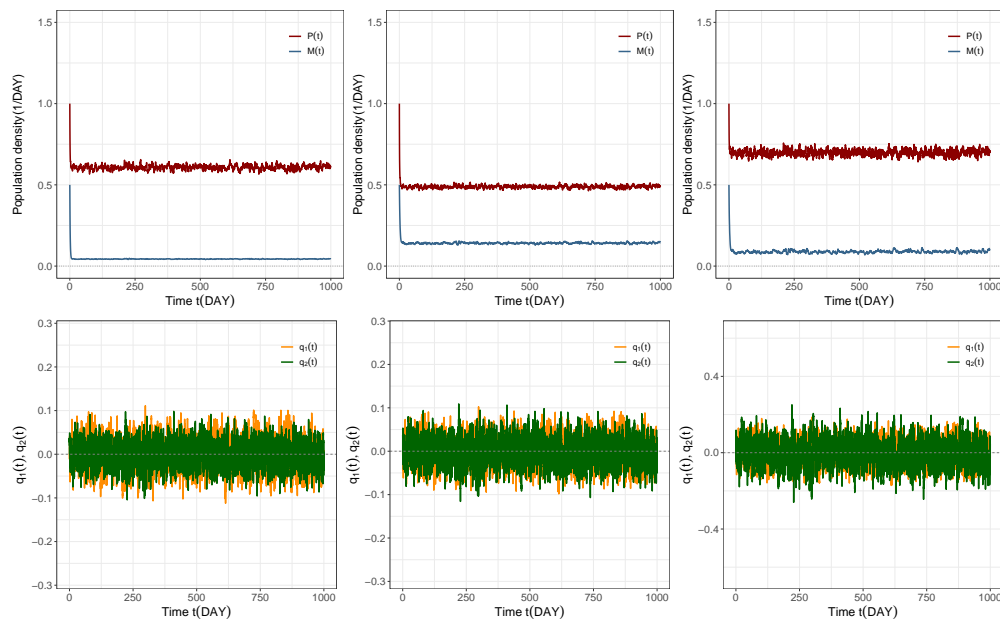 1.5
1.0
0.5
0.0
Population density(1/DAY)
P(t)
M(t)
0
250
500
750
1000
Time t(DAY)
1.5
1.0
0.5
0.0
Population density(1/DAY)
P(t)
M(t)
0
250
500
750
1000
Time t(DAY)
1.5
1.0
0.5
0.0
Population density(1/DAY)
P(t)
M(t)
0
250
500
750
1000
Time t(DAY)
0.3
0.2
0.1
0.0
−0.1
−0.2
−0.3
q₁(t), q₂(t)
q₁(t)
q₂(t)
0
250
500
750
1000
Time t(DAY)
0.3
0.2
0.1
0.0
−0.1
−0.2
−0.3
q₁(t), q₂(t)
q₁(t)
q₂(t)
0
250
500
750
1000
Time t(DAY)
0.4
0.0
−0.4
q₁(t), q₂(t)
q₁(t)
q₂(t)
0
250
500
750
1000
Time t(DAY)